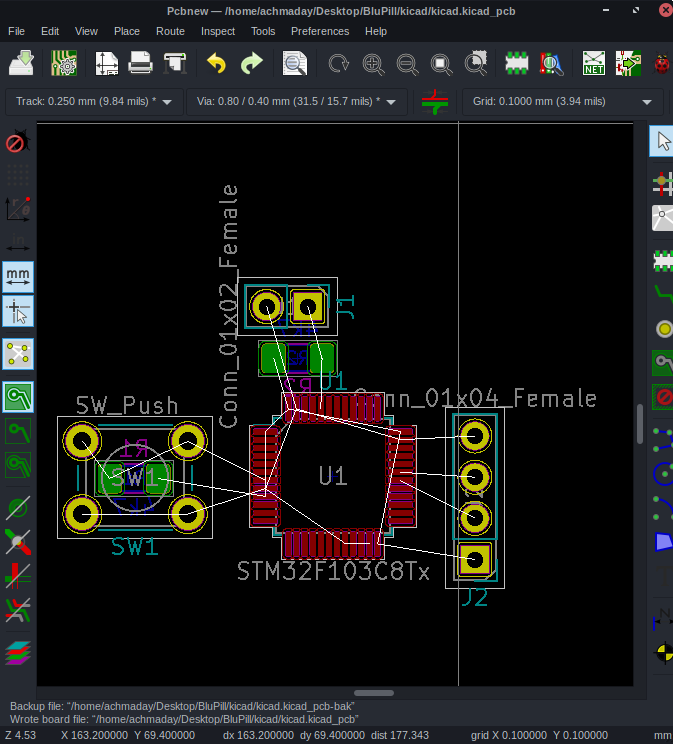 Pcbnew — /home/achmaday/Desktop/BluPill/kicad/kicad.kicad_pcb
File Edit View Place Route Inspect Tools Preferences Help
NET
Track: 0.250 mm (9.84 mils) * Via: 0.80 / 0.40 mm (31.5 / 15.7 mils) * Grid: 0.1000 mm (3.94 mils)
in
mm
Conn_01x02_Female
J1
U1
Conn_01x04_Female
SW_Push
R1
SW1
U1
SW1
STM32F103C8Tx
J2
Backup file: “/home/achmaday/Desktop/BluPill/kicad/kicad.kicad_pcb-bak”
Wrote board file: “/home/achmaday/Desktop/BluPill/kicad/kicad.kicad_pcb”
Z 4.53 X 163.200000 Y 69.400000 dx 163.200000 dy 69.400000 dist 177.343 grid X 0.100000 Y 0.100000 mm